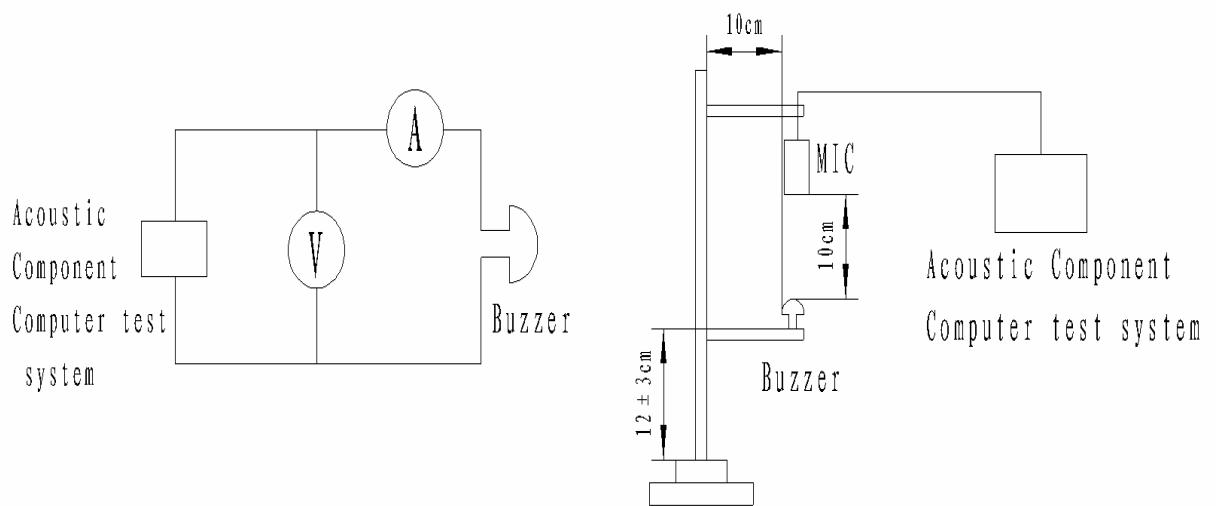 A
V
Acoustic
Component
Computer test
system
Buzzer
10cm
MIC
10cm
Acoustic Component
Computer test system
Buzzer
12±3cm